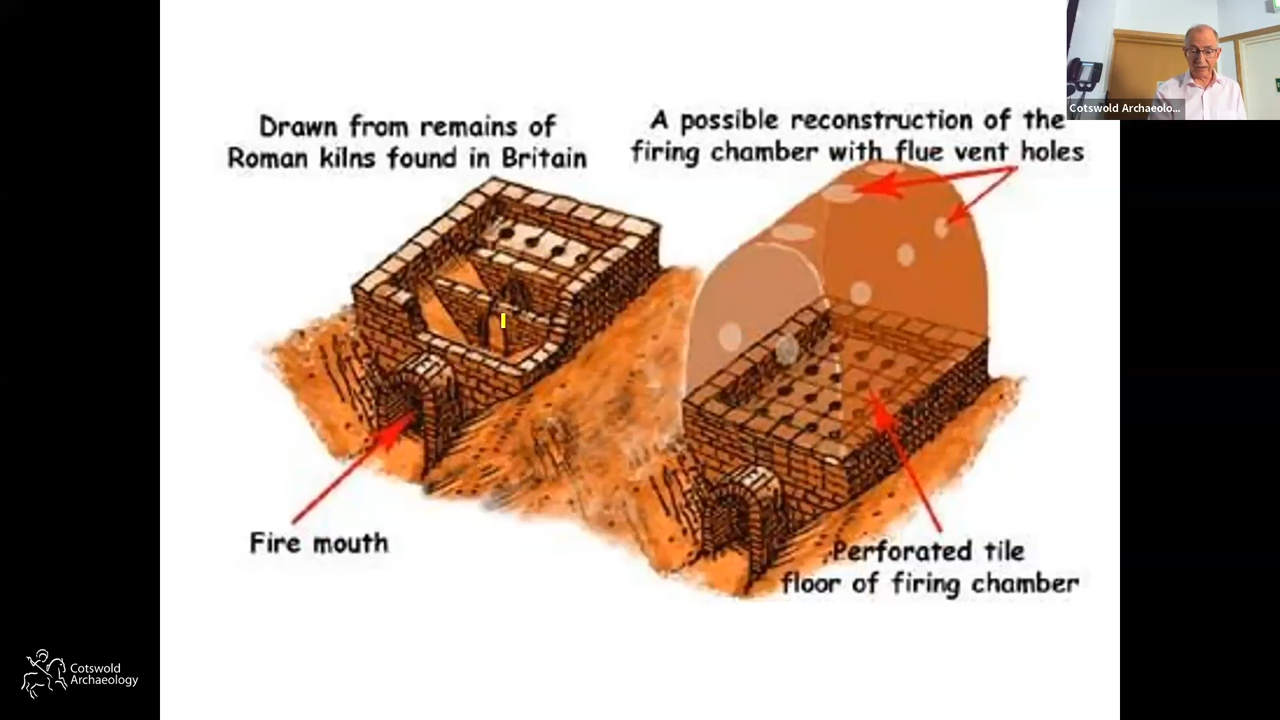 Drawn from remains of
Roman kilns found in Britain
A possible reconstruction of the
firing chamber with flue vent holes
Cotswold Archaeolo...
Fire mouth
Perforated tile
floor of firing chamber
Cotswold
Archaeology